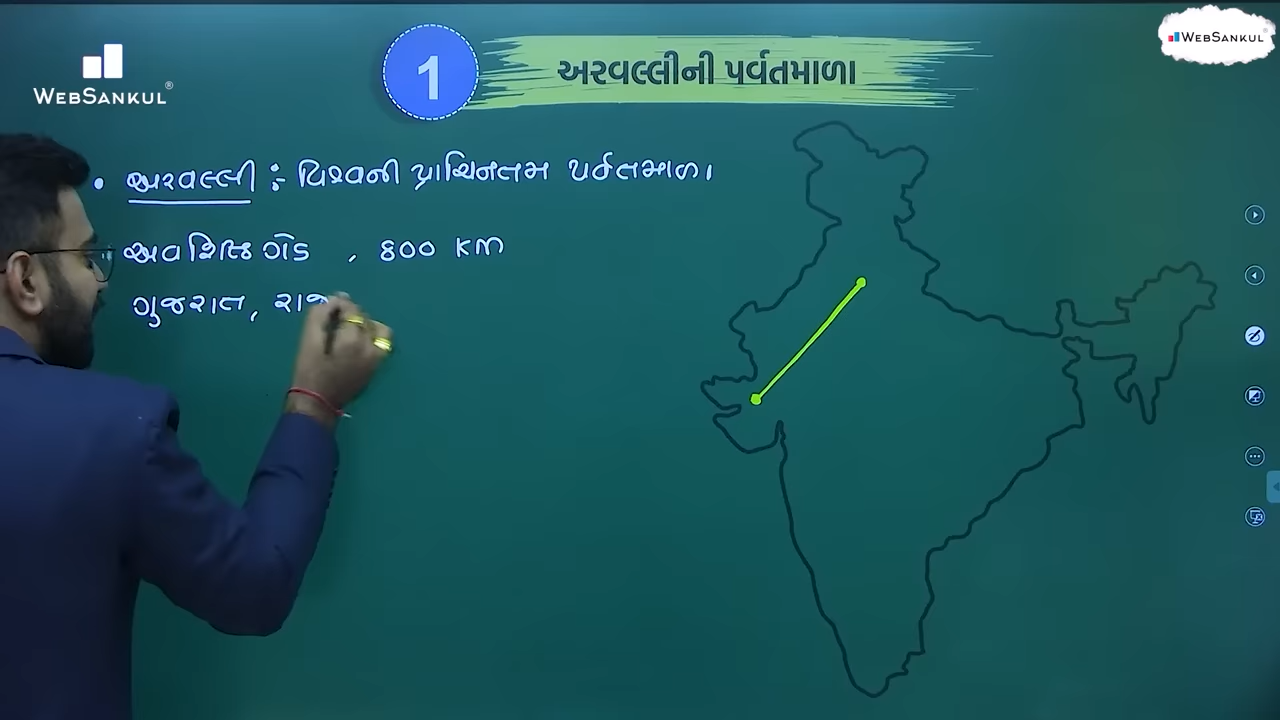 WEBSANKUL®
1
અરવલ્લીની પર્વતમાળા
WEBSANKUL
• અરવલ્લી :- વિશ્વની પ્રાચિનતમ પર્વતમાળા
અવશિષ્ટ ગેડ , 800 KM
ગુજરાત, રાજ